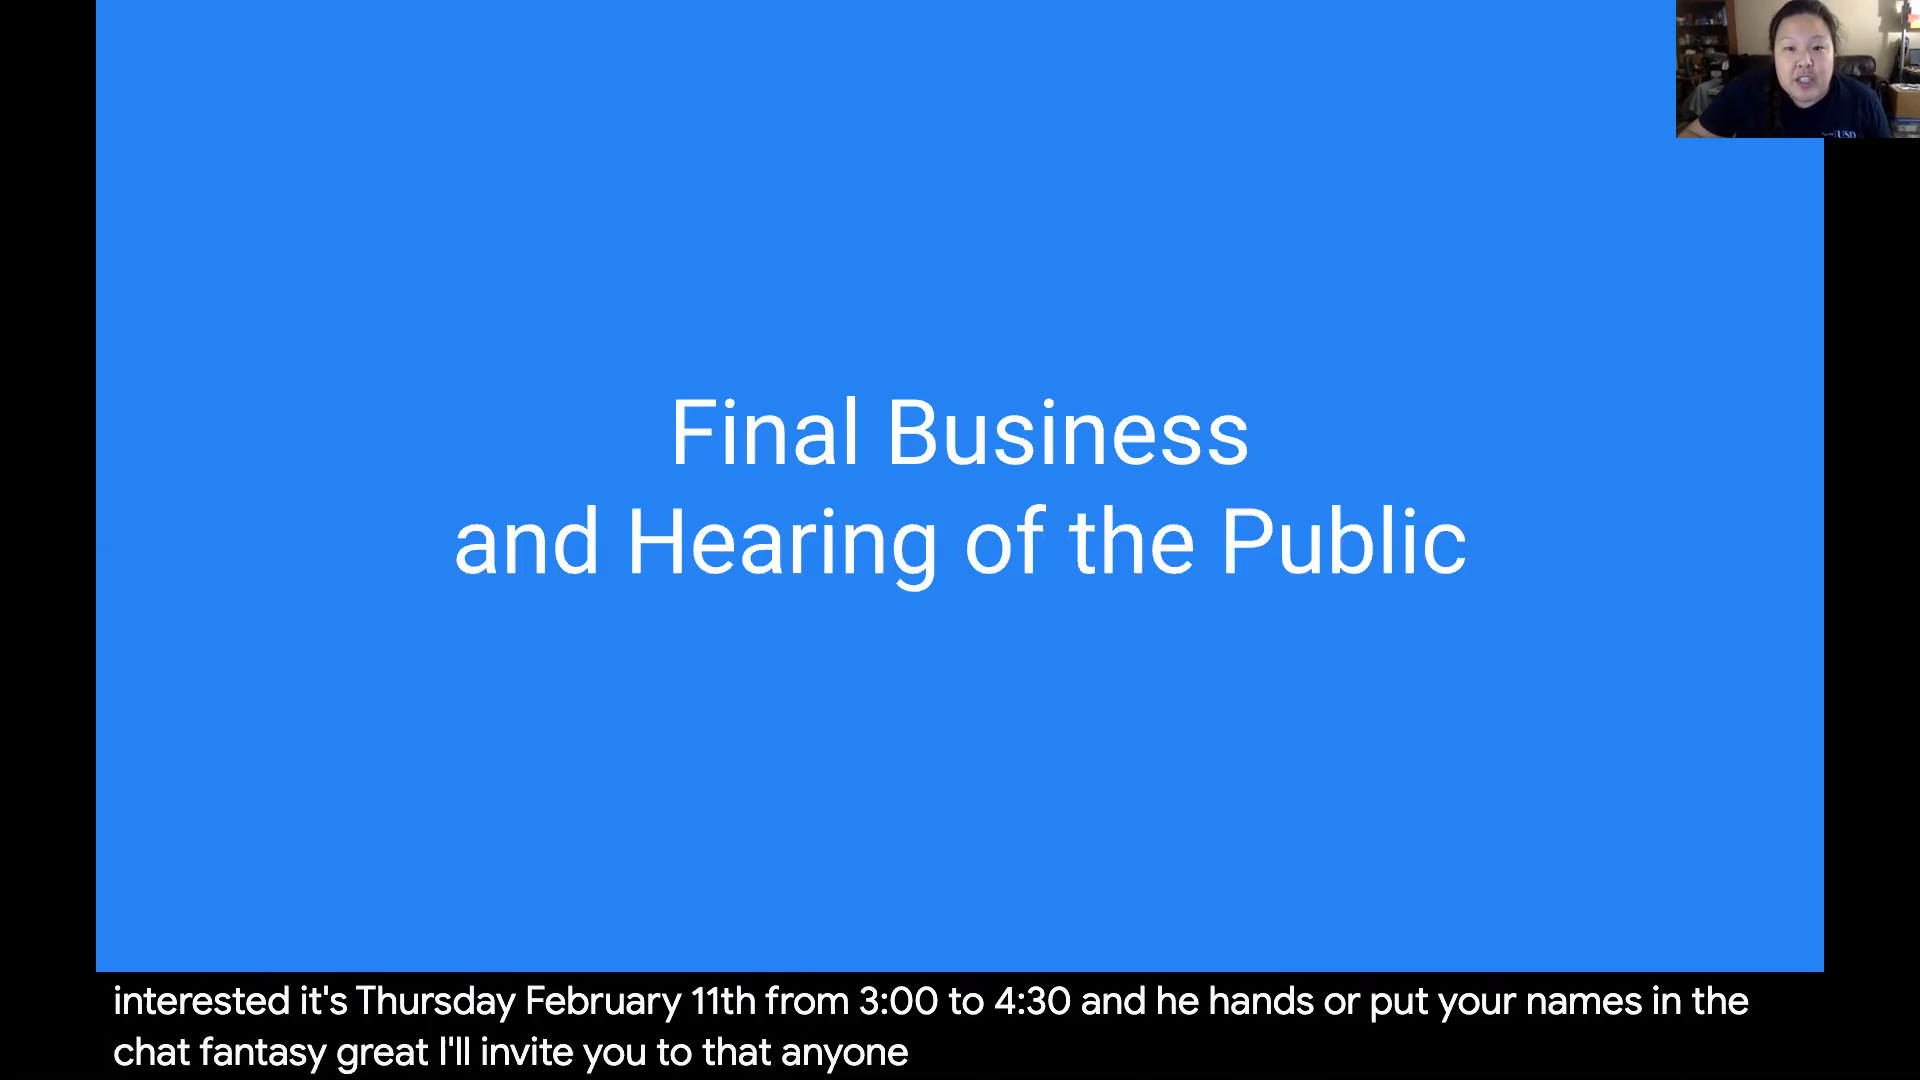 USD
Final Business
and Hearing of the Public
interested it's Thursday February 11th from 3:00 to 4:30 and he hands or put your names in the
chat fantasy great I'll invite you to that anyone